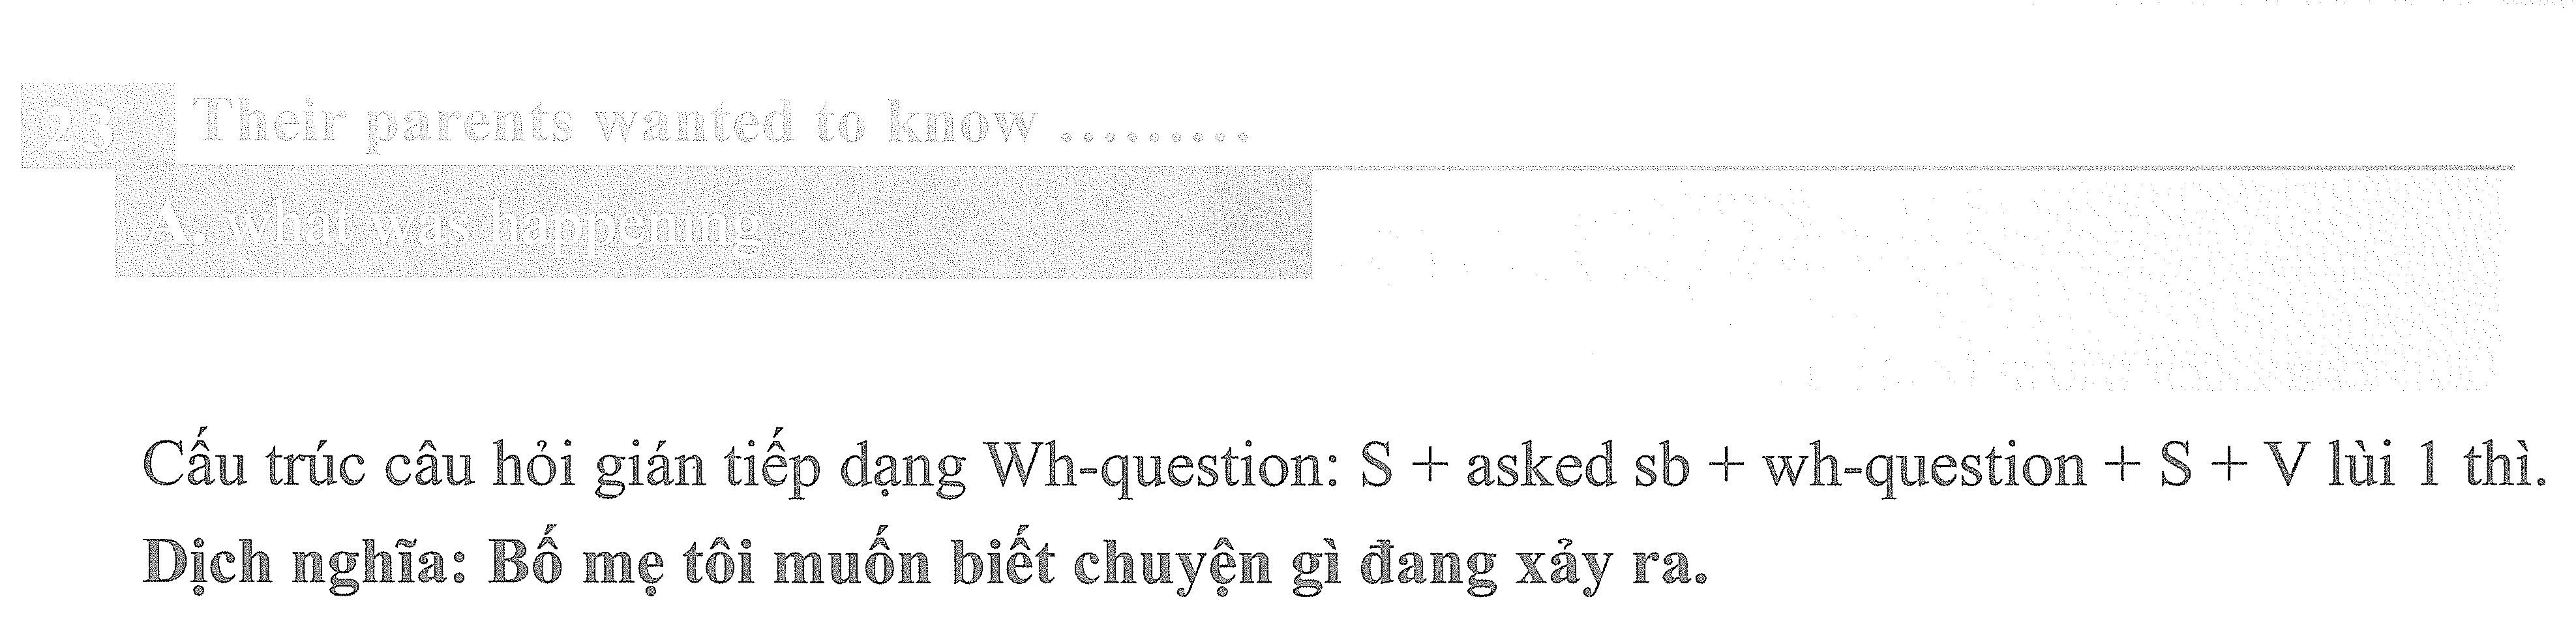 23 Their parents wanted to know .........
A. what was happening
Cấu trúc câu hỏi gián tiếp dạng Wh-question: S + asked sb + wh-question + S + V lùi 1 thì.
Dịch nghĩa: Bố mẹ tôi muốn biết chuyện gì đang xảy ra.